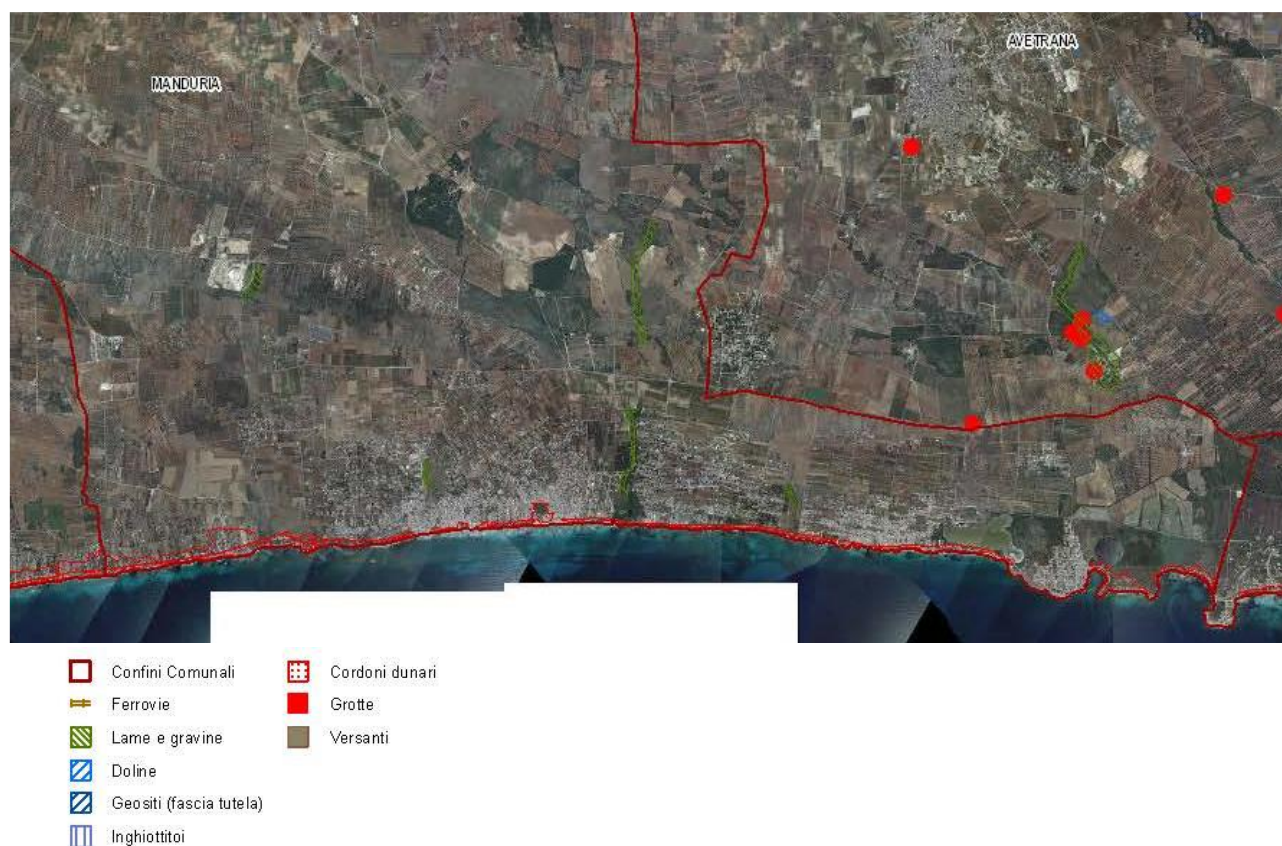 MANDURIA
AVETRANA
Confini Comunali
Ferrovie
Lame e gravine
Doline
Geositi (fascia tutela)
Inghiottitoi
Cordoni dunari
Grotte
Versanti